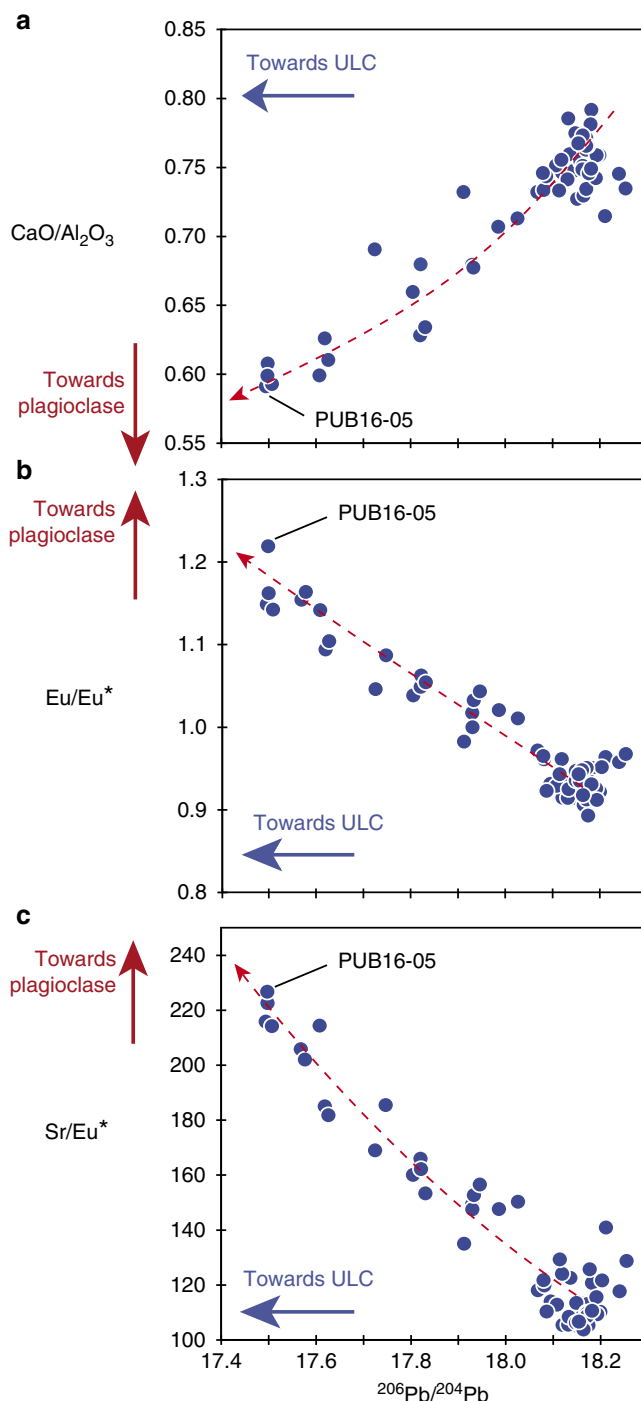 a
0.85
Towards ULC
0.80
0.75
CaO/Al₂O₃
0.70
0.65
Towards
plagioclase
0.60
PUB16-05
0.55
b
1.3
Towards
plagioclase
PUB16-05
1.2
1.1
Eu/Eu*
1.0
0.9
Towards ULC
0.8
c
Towards
plagioclase
240
PUB16-05
220
200
Sr/Eu*
180
160
140
Towards ULC
120
100
17.4 17.6 17.8 18.0 18.2
²⁰⁶Pb/²⁰⁴Pb